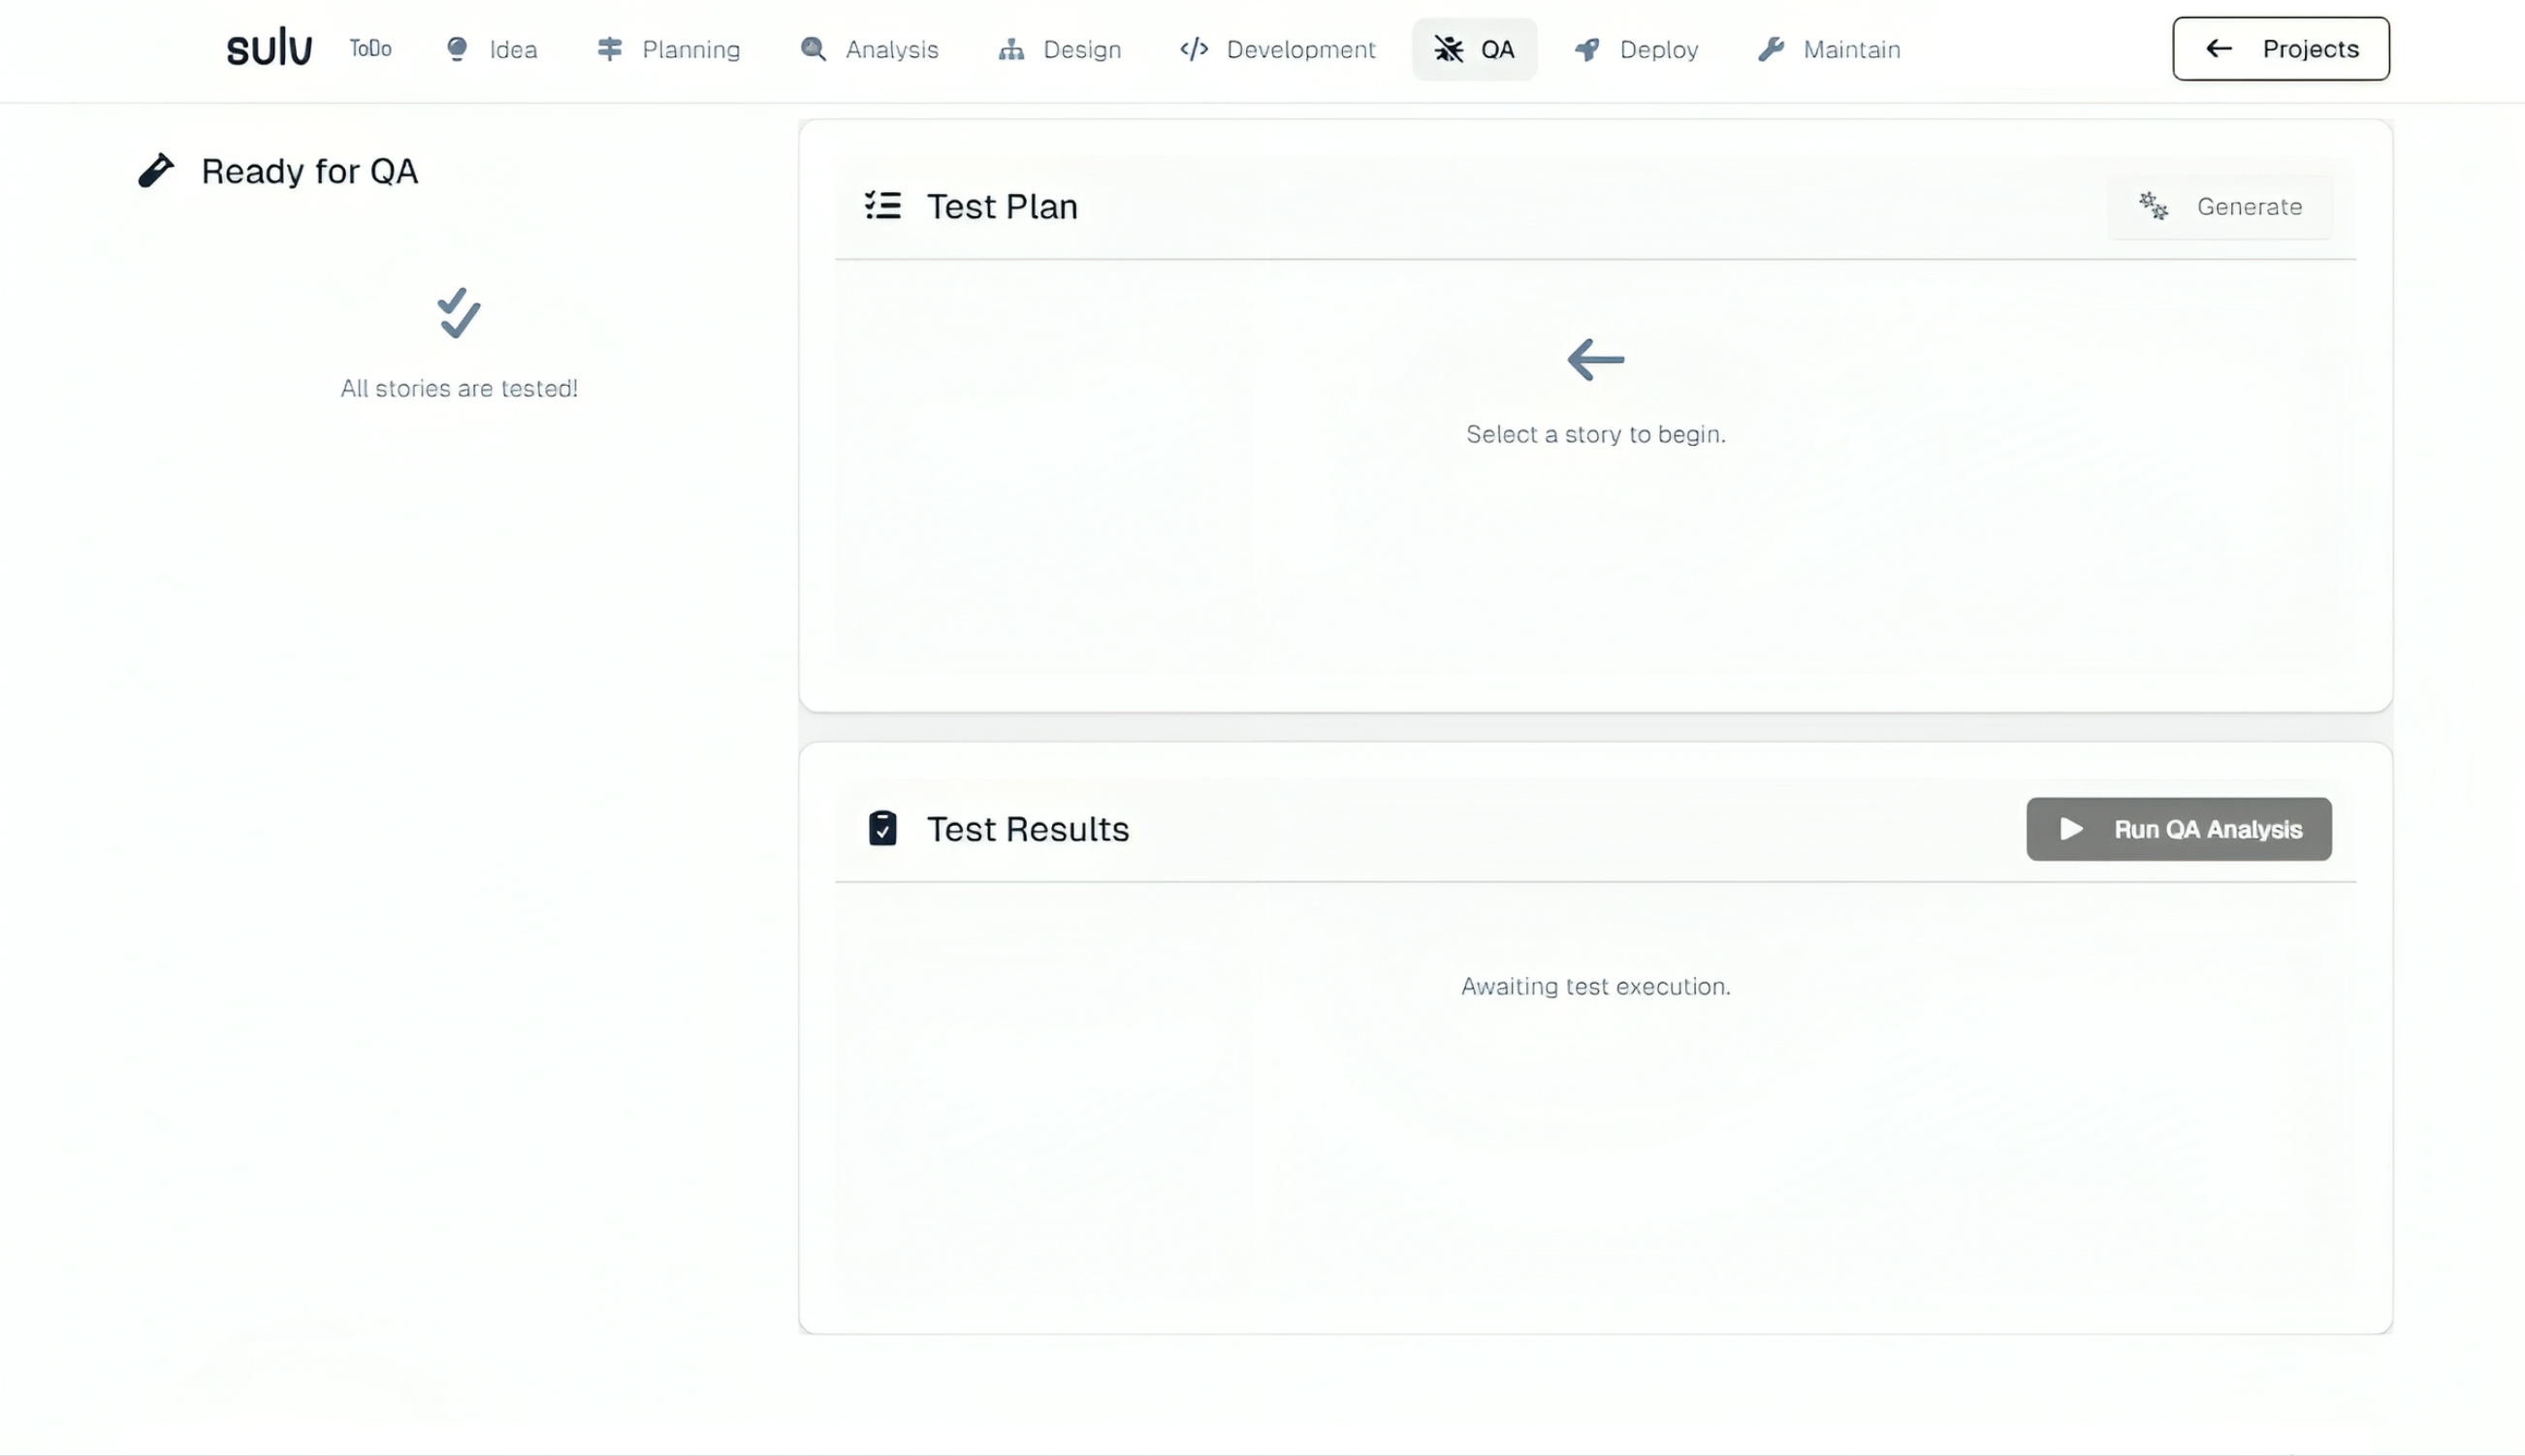 sulv ToDo Idea Planning Analysis Design </> Development QA Deploy Maintain Projects
Ready for QA
All stories are tested!
Test Plan
Generate
Select a story to begin.
Test Results
Run QA Analysis
Awaiting test execution.